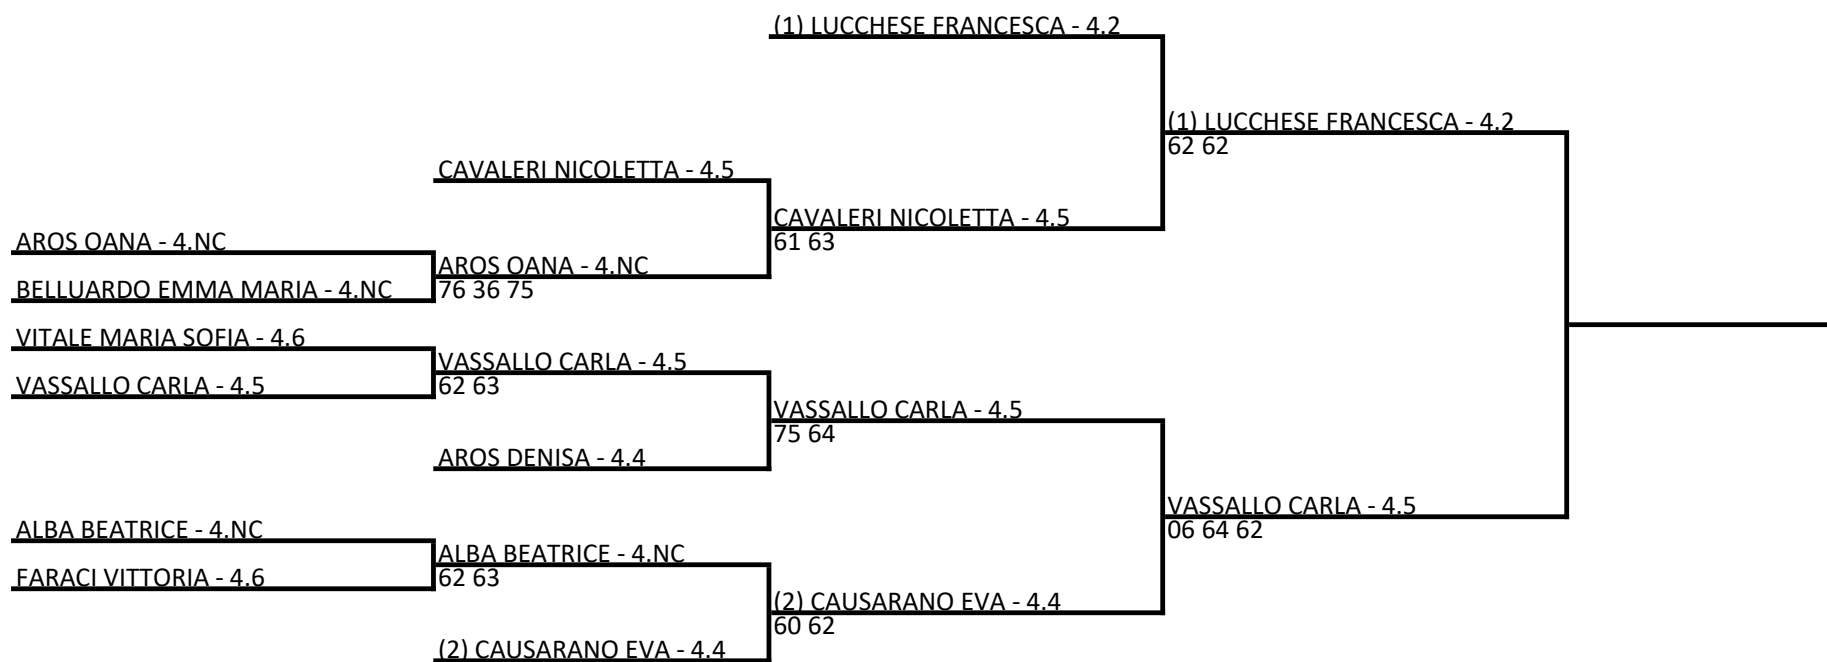 (1) LUCCHESE FRANCESCA - 4.2
(1) LUCCHESE FRANCESCA - 4.2
62 62
CAVALERI NICOLETTA - 4.5
CAVALERI NICOLETTA - 4.5
61 63
AROS OANA - 4.NC
AROS OANA - 4.NC
76 36 75
BELLUARDO EMMA MARIA - 4.NC
VITALE MARIA SOFIA - 4.6
VASSALLO CARLA - 4.5
62 63
VASSALLO CARLA - 4.5
VASSALLO CARLA - 4.5
75 64
AROS DENISA - 4.4
VASSALLO CARLA - 4.5
06 64 62
ALBA BEATRICE - 4.NC
ALBA BEATRICE - 4.NC
62 63
FARACI VITTORIA - 4.6
(2) CAUSARANO EVA - 4.4
60 62
(2) CAUSARANO EVA - 4.4